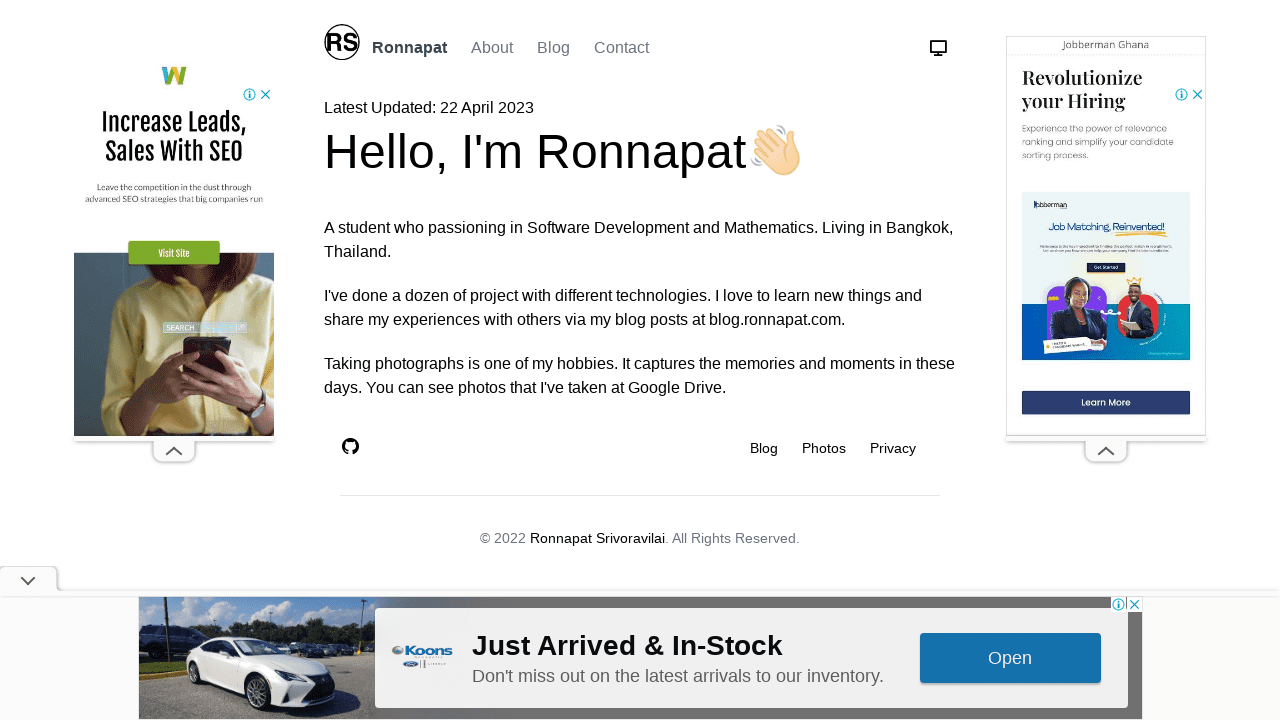 RS Ronnapat About Blog Contact
Latest Updated: 22 April 2023
Hello, I'm Ronnapat
A student who passioning in Software Development and Mathematics. Living in Bangkok,
Thailand.
I've done a dozen of project with different technologies. I love to learn new things and
share my experiences with others via my blog posts at blog.ronnapat.com.
Taking photographs is one of my hobbies. It captures the memories and moments in these
days. You can see photos that I've taken at Google Drive.
Blog Photos Privacy
© 2022 Ronnapat Srivoravilai. All Rights Reserved.
Increase Leads,
Sales With SEO
Leave the competition in the dust through
advanced SEO strategies that big companies run
Visit Site
SEARCH
Jobberman Ghana
Revolutionize
your Hiring
Experience the power of relevance
ranking and simplify your candidate
sorting process.
Jobberman
Job Matching, Reinvented!
Get Started
Learn More
Koons
Just Arrived & In-Stock
Don't miss out on the latest arrivals to our inventory.
Open